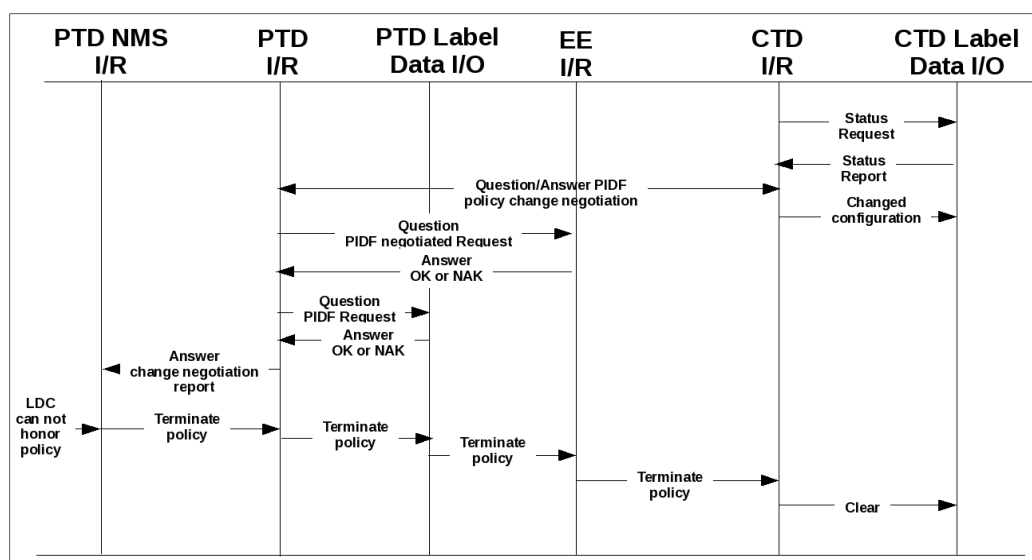 PTD NMS
I/R
PTD
I/R
PTD Label
Data I/O
EE
I/R
CTD
I/R
CTD Label
Data I/O
Status
Request
Status
Report
Question/Answer PIDF
policy change negotiation
Changed
configuration
Question
PIDF negotiated Request
Answer
OK or NAK
Question
PIDF Request
Answer
OK or NAK
Answer
change negotiation
report
LDC
can not
honor
policy
Terminate
policy
Terminate
policy
Terminate
policy
Terminate
policy
Clear